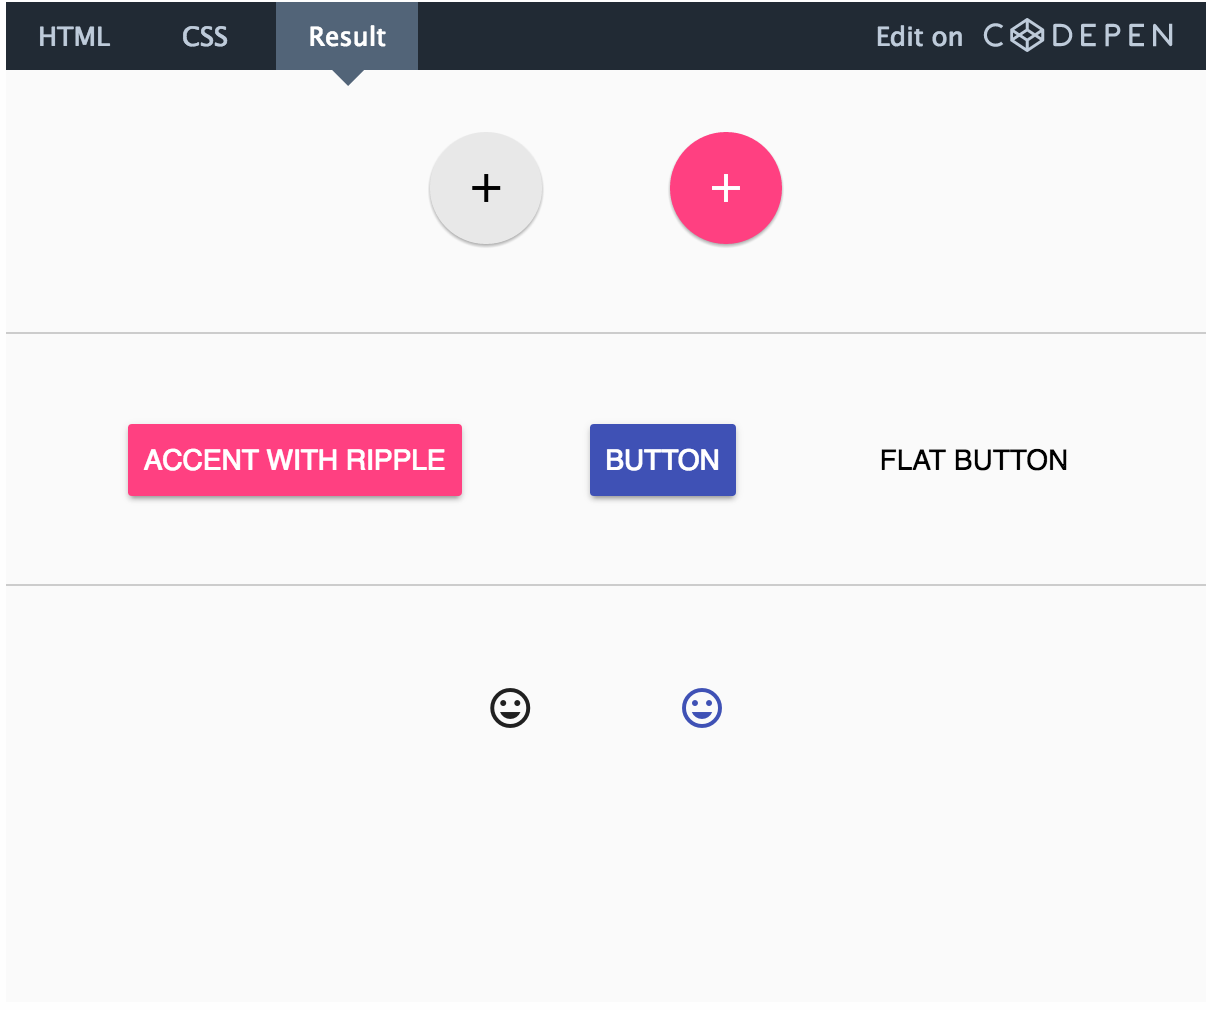 HTML CSS Result Edit on CODEPEN
+ +
ACCENT WITH RIPPLE BUTTON FLAT BUTTON